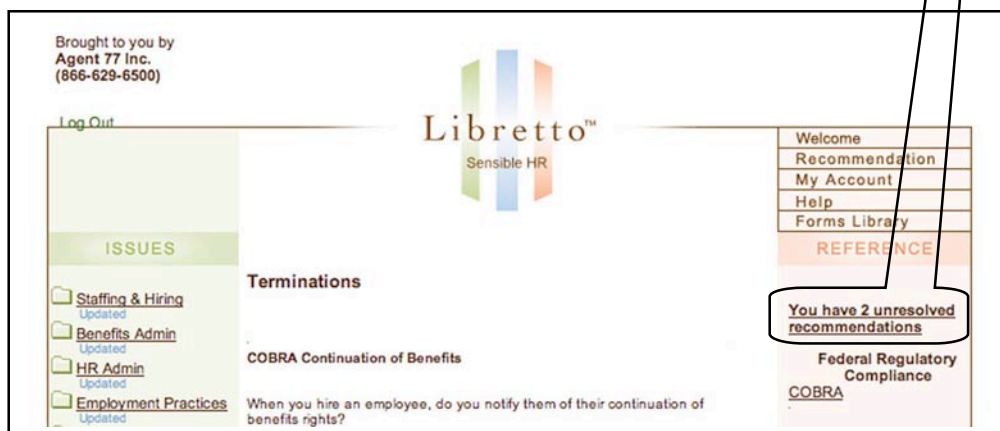 Brought to you by
Agent 77 Inc.
(866-629-6500)
Log Out
Libretto™
Sensible HR
Welcome
Recommendation
My Account
Help
Forms Library
ISSUES
Staffing & Hiring
Updated
Benefits Admin
Updated
HR Admin
Updated
Employment Practices
Updated
Terminations
COBRA Continuation of Benefits
When you hire an employee, do you notify them of their continuation of
benefits rights?
REFERENCE
You have 2 unresolved
recommendations
Federal Regulatory
Compliance
COBRA